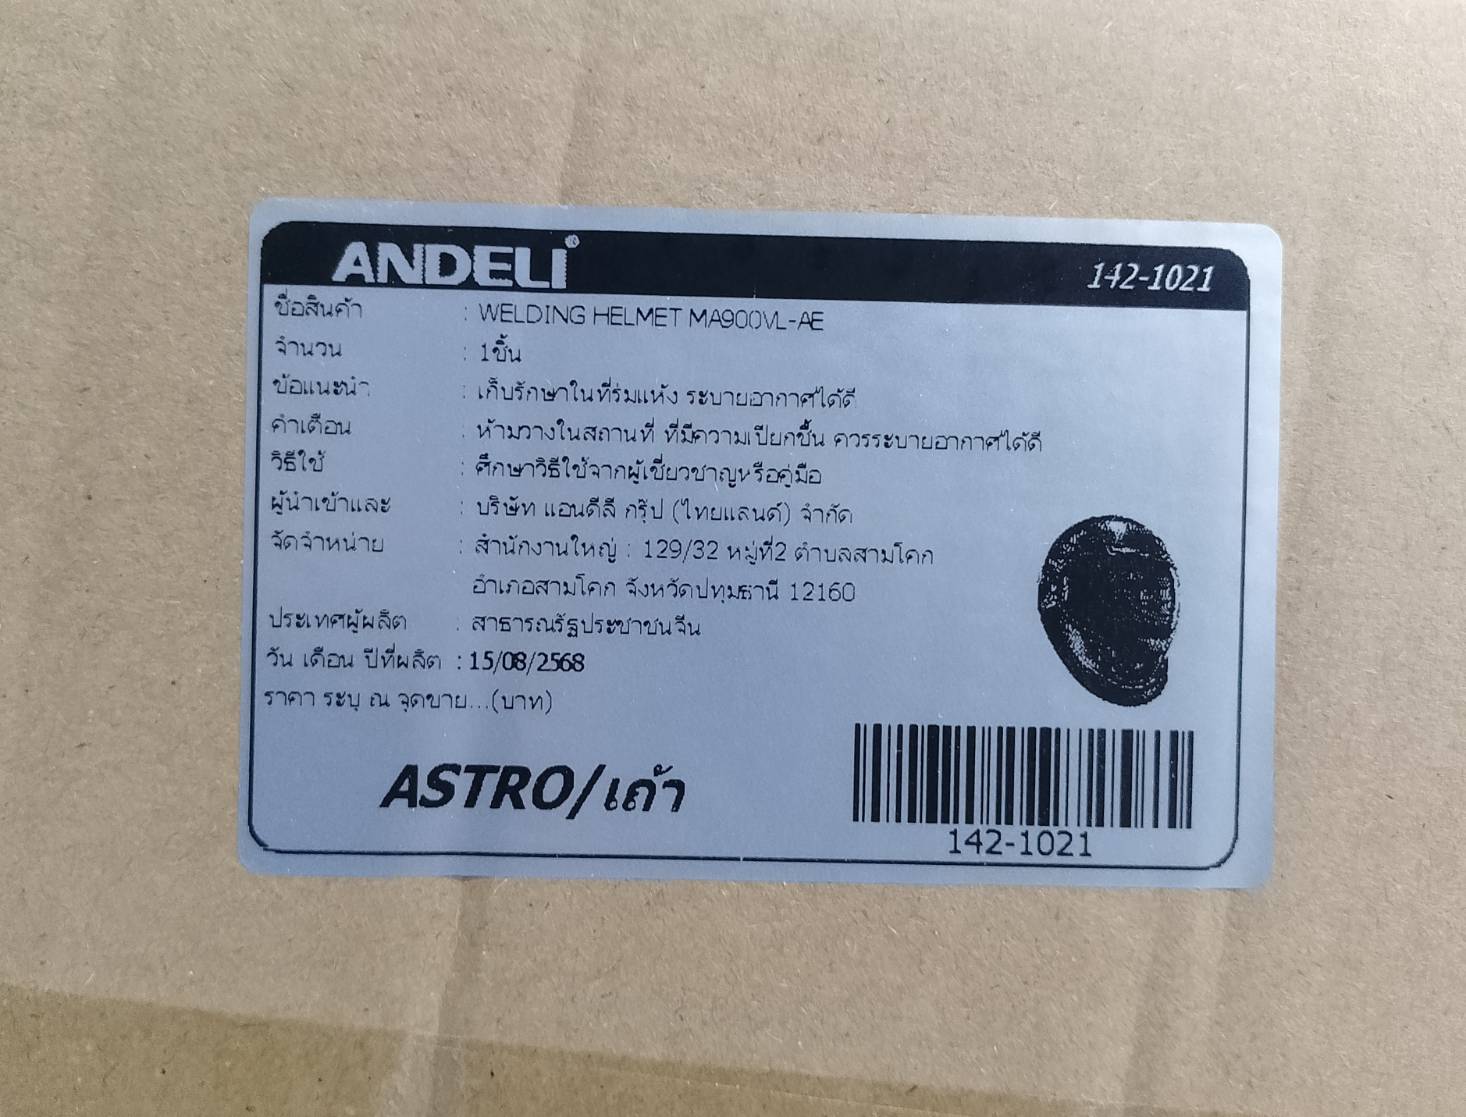 ANDELI® 142-1021
ชื่อสินค้า : WELDING HELMET MA900VL-AE
จำนวน : 1ชิ้น
ข้อแนะนำ : เก็บรักษาในที่ร่มแห้ง ระบายอากาศได้ดี
คำเตือน : ห้ามวางในสถานที่ ที่มีความเปียกชื้น ควรระบายอากาศได้ดี
วิธีใช้ : ศึกษาวิธีใช้จากผู้เชี่ยวชาญหรือคู่มือ
ผู้นำเข้าและ : บริษัท แอนดีลี กรุ๊ป (ไทยแลนด์) จำกัด
จัดจำหน่าย : สำนักงานใหญ่ : 129/32 หมู่ที่2 ตำบลสามโคก
อำเภอสามโคก จังหวัดปทุมธานี 12160
ประเทศผู้ผลิต : สาธารณรัฐประชาชนจีน
วัน เดือน ปีที่ผลิต : 15/08/2568
ราคา ระบุ ณ จุดขาย...(บาท)
ASTRO/เถ้า
142-1021